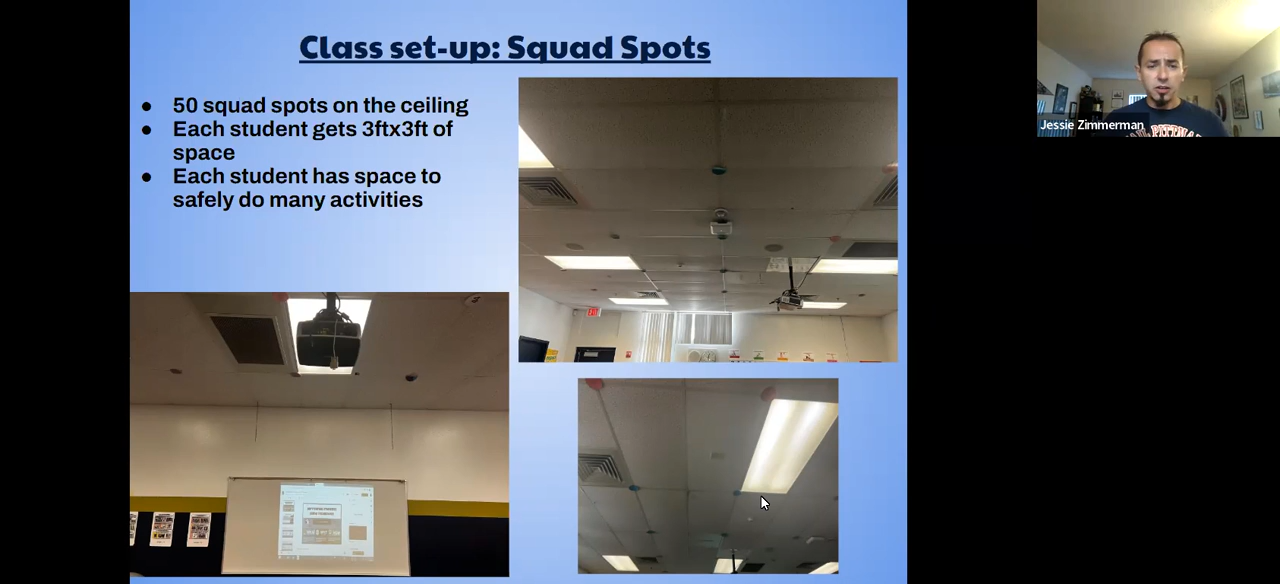 Class set-up: Squad Spots
● 50 squad spots on the ceiling
● Each student gets 3ftx3ft of
space
● Each student has space to
safely do many activities
Jessie Zimmerman